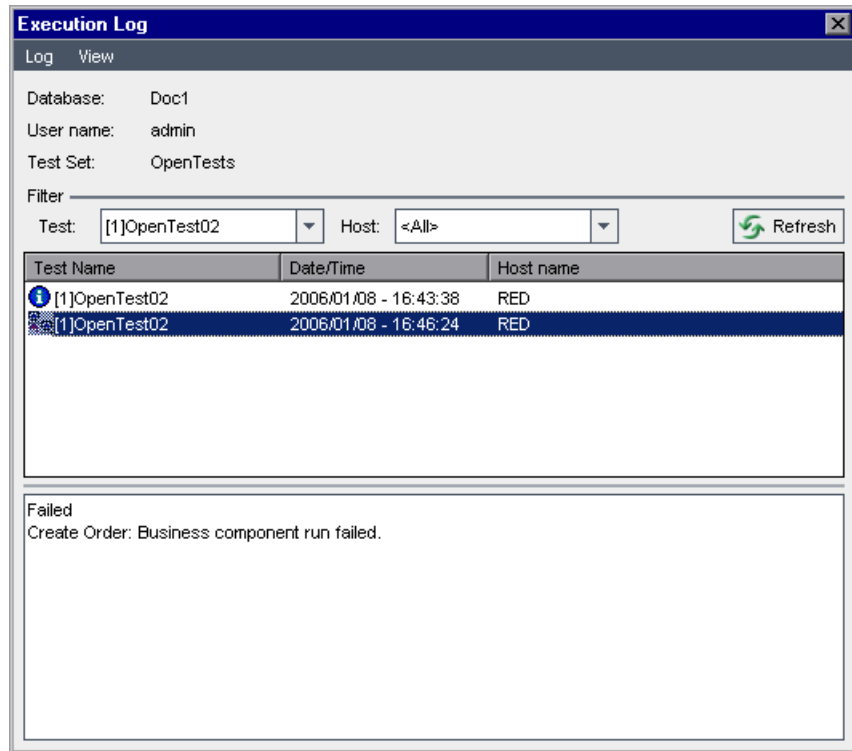 Execution Log
Log View
Database: Doc1
User name: admin
Test Set: OpenTests
Filter
Test: [1]OpenTest02 Host: <All> Refresh
Test Name Date/Time Host name
[1]OpenTest02 2006/01/08 - 16:43:38 RED
[1]OpenTest02 2006/01/08 - 16:46:24 RED
Failed
Create Order: Business component run failed.